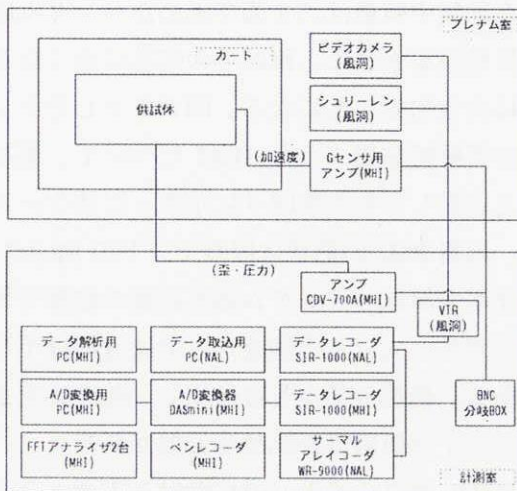 プレナム室
カート
供試体
ビデオカメラ
(風洞)
シュリーレン
(風洞)
(加速度)
Gセンサ用
アンプ(MHI)
(歪・圧力)
アンプ
CDV-700A(MHI)
VTR
(風洞)
データ解析用
PC(MHI)
データ取込用
PC(NAL)
データレコーダ
SIR-1000(NAL)
A/D変換用
PC(MHI)
A/D変換器
DASmini(MHI)
データレコーダ
SIR-1000(MHI)
BNC
分岐BOX
FFTアナライザ2台
(MHI)
ペンレコーダ
(MHI)
サーマル
アレイコーダ
WR-9000(NAL)
計測室